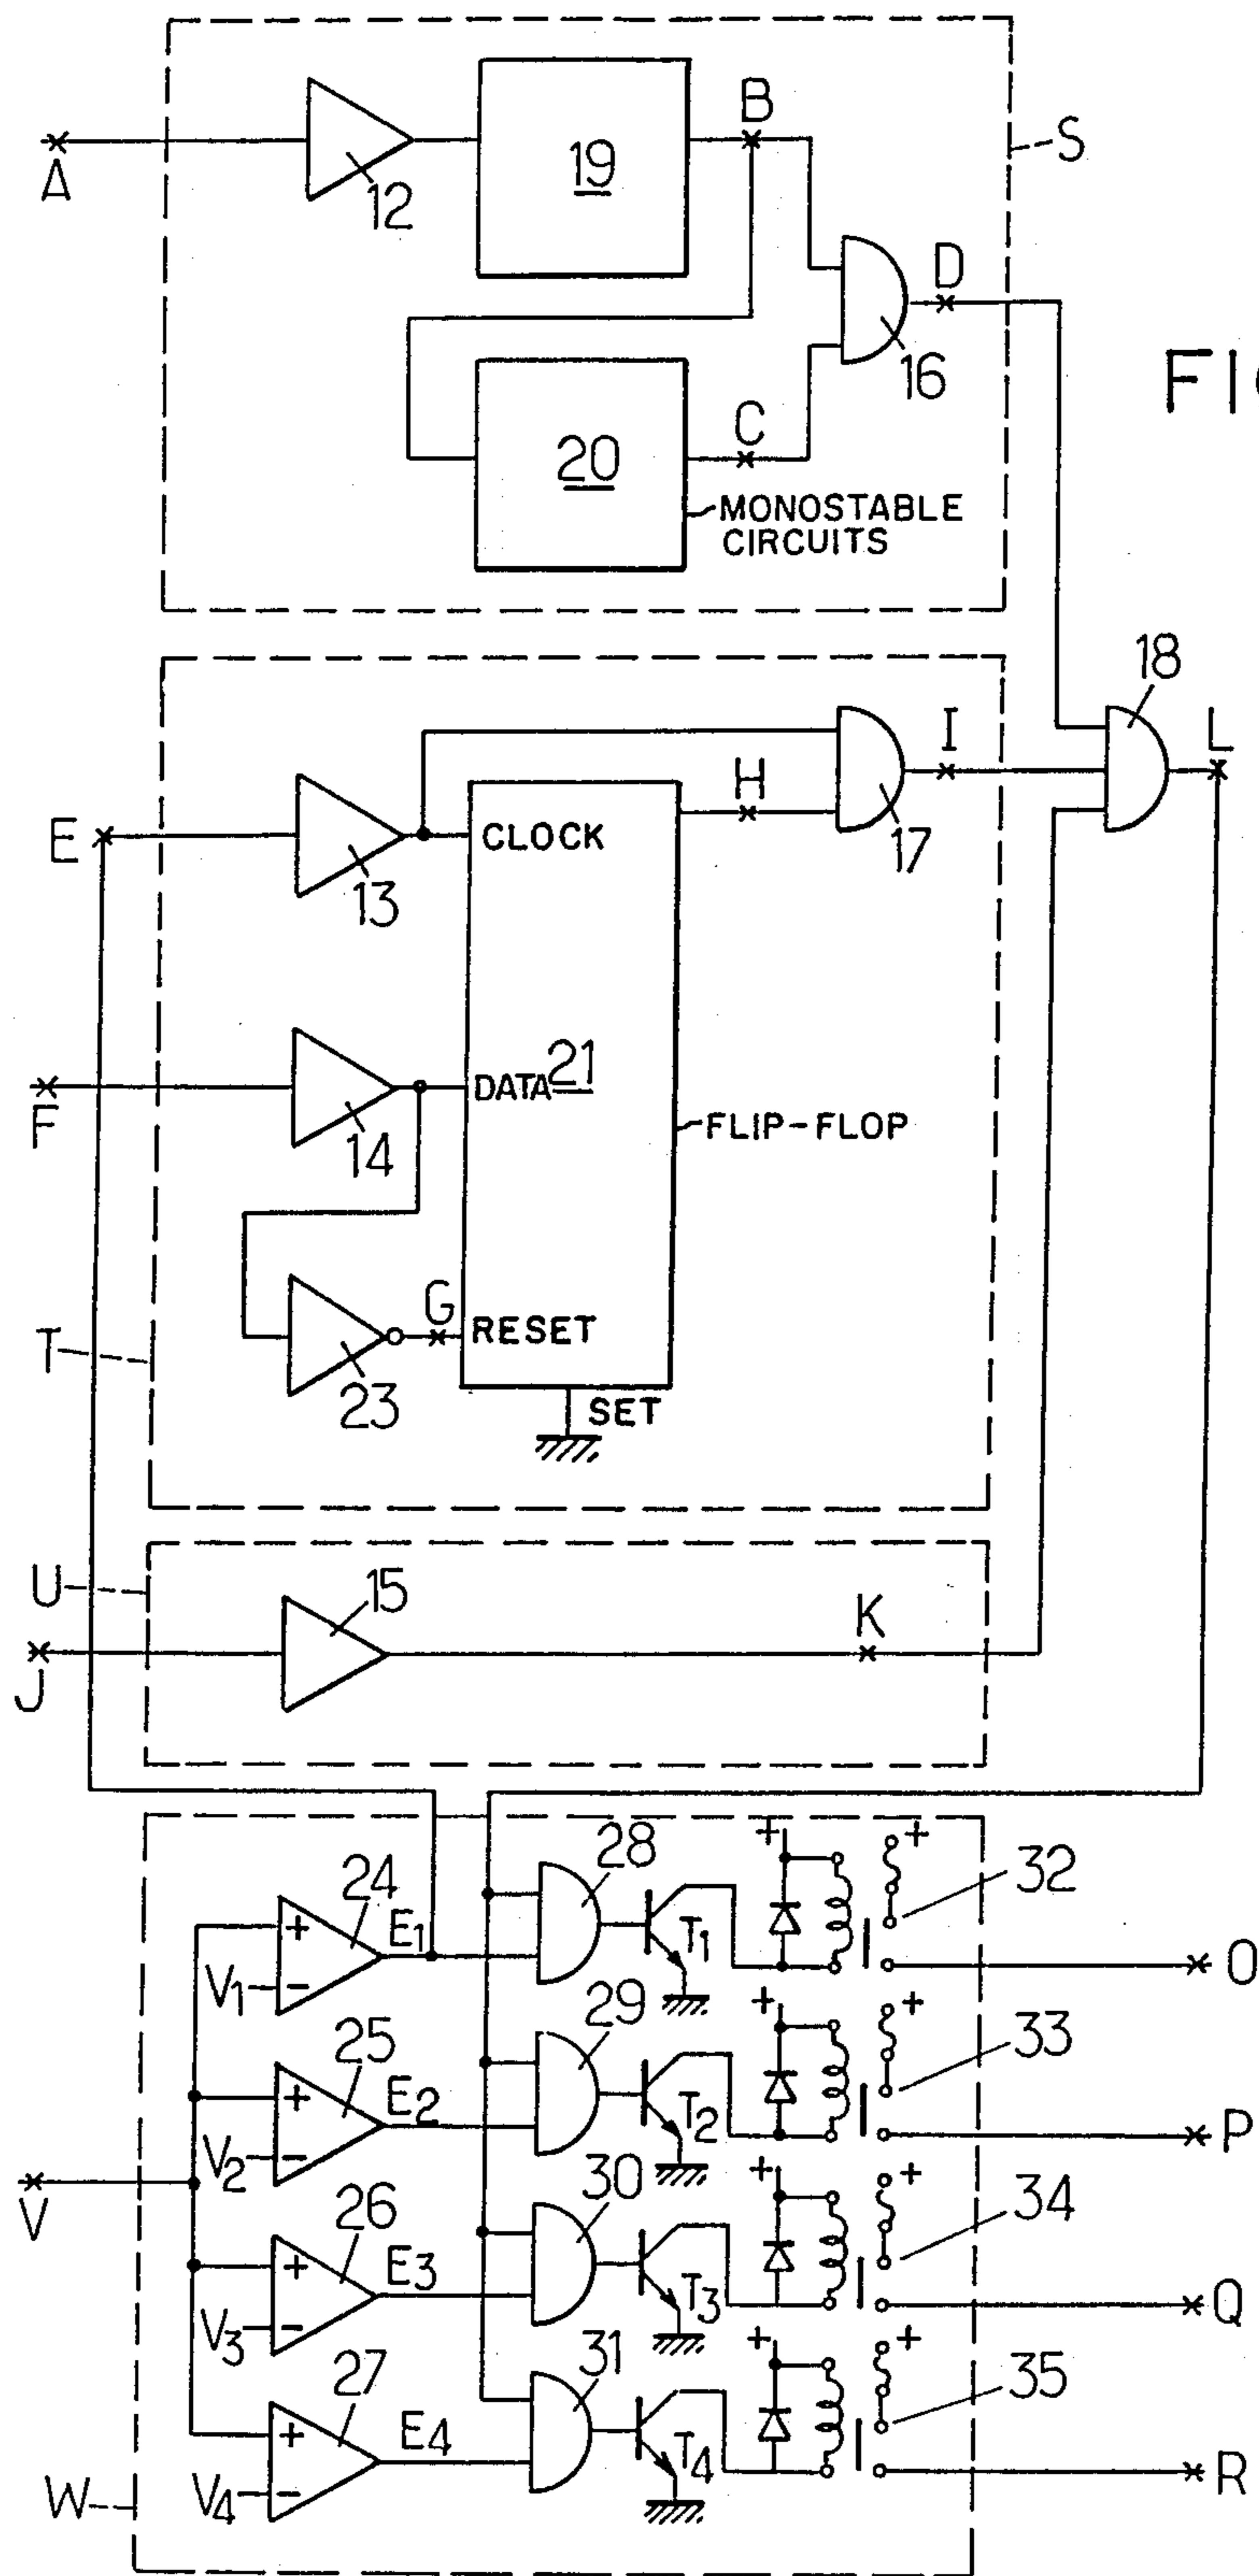 A
12
19
B
S
D
16
FIG
C
20
MONOSTABLE
CIRCUITS
18
L
I
H
17
E
13
CLOCK
F
14
DATA 21
FLIP-FLOP
G
RESET
T
23
SET
U
15
K
J
28
+
+
32
24
E1
T1
V1
+
-
O
29
+
+
33
25
E2
T2
V2
+
-
P
V
30
+
+
34
26
E3
T3
V3
+
-
Q
31
+
+
35
27
E4
T4
V4
+
-
R
W